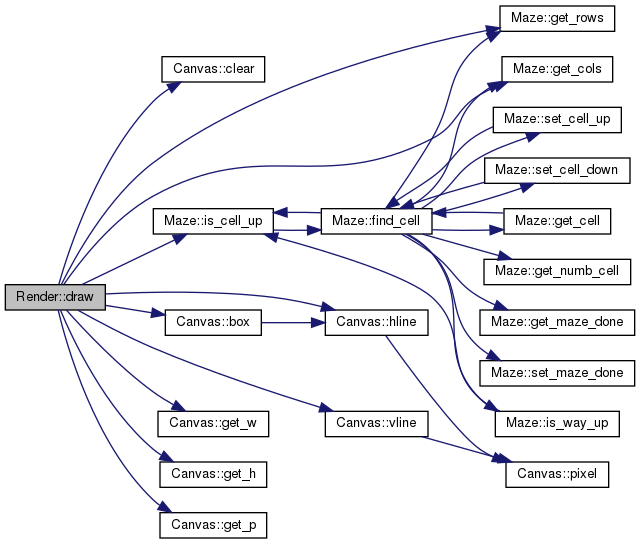 Render::draw
Canvas::clear
Maze::is_cell_up
Canvas::box
Canvas::get_w
Canvas::get_h
Canvas::get_p
Maze::find_cell
Canvas::hline
Canvas::vline
Maze::get_rows
Maze::get_cols
Maze::set_cell_up
Maze::set_cell_down
Maze::get_cell
Maze::get_numb_cell
Maze::get_maze_done
Maze::set_maze_done
Maze::is_way_up
Canvas::pixel